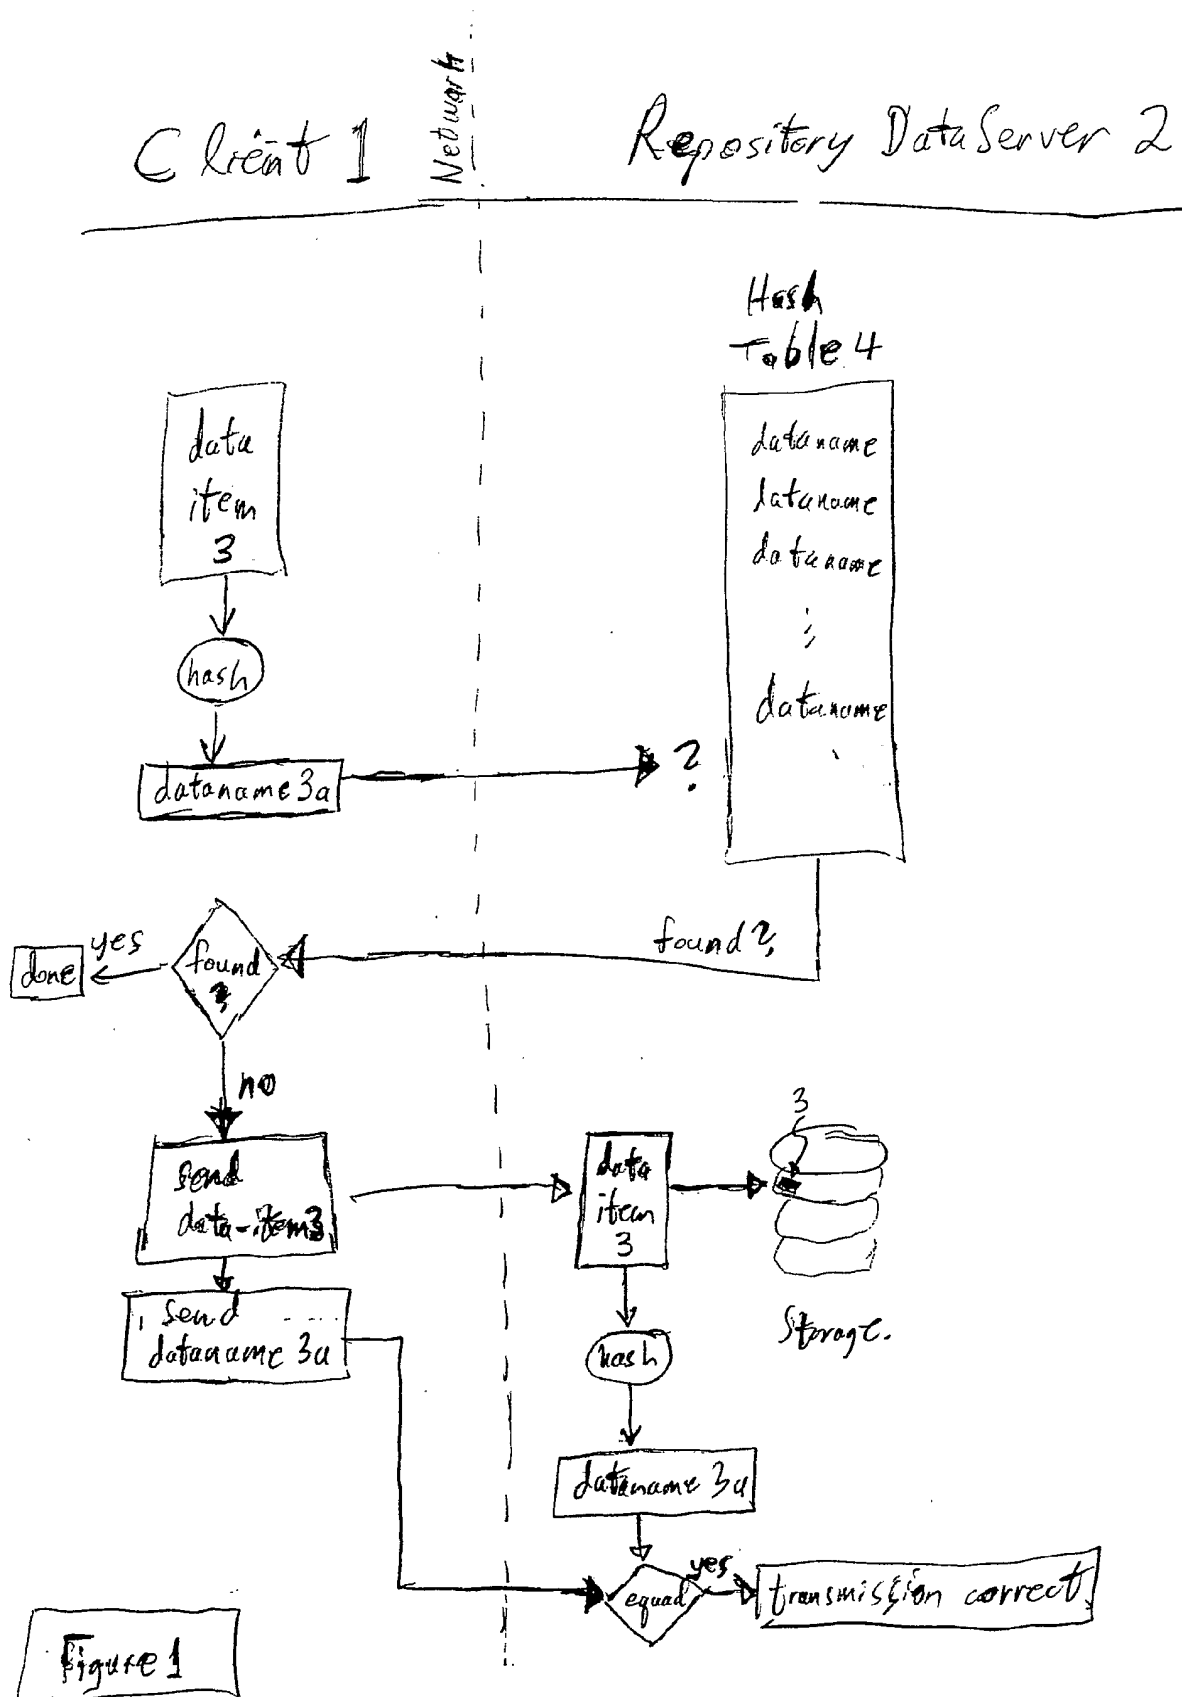 Network
Client 1
Repository DataServer 2
Hash
Table 4
data
item
3
dataname
dataname
dataname
dataname
hash
dataname 3a
?
found?
yes
done
found
?
no
3
send
data-item3
data
item
3
send
dataname 3a
Storage.
hash
dataname 3a
equal
yes
transmission correct
Figure 1